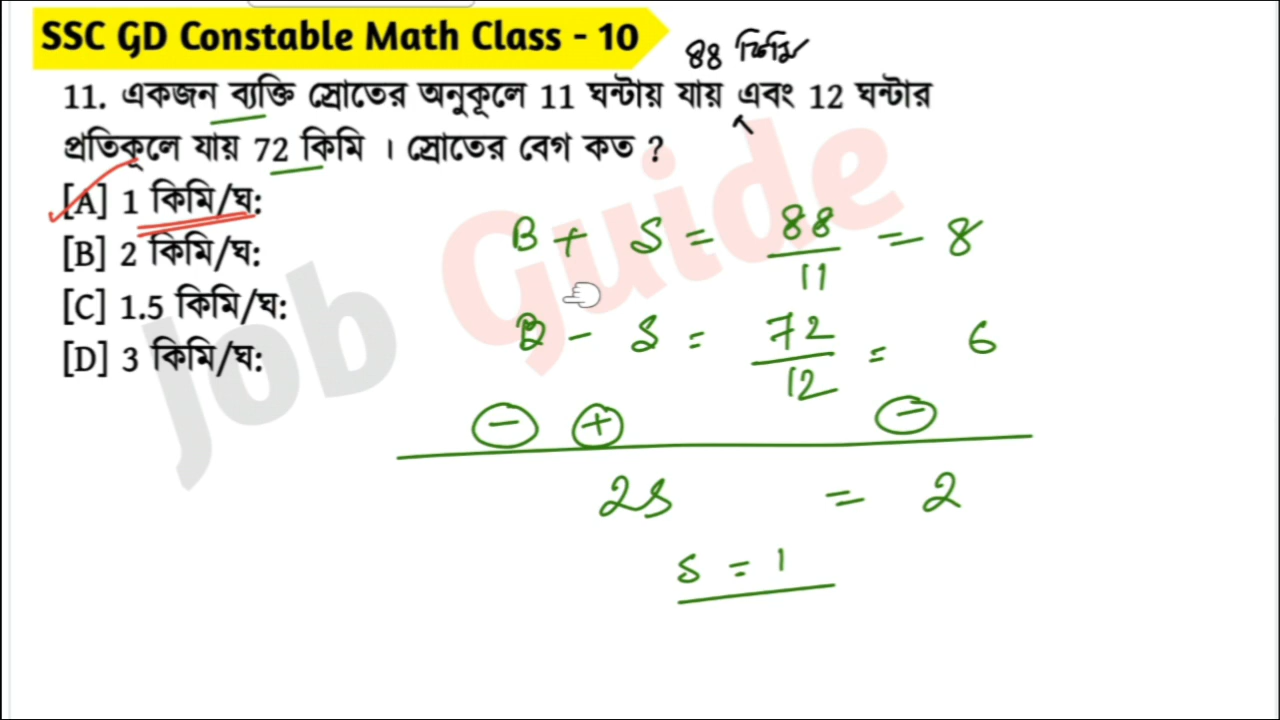 SSC GD Constable Math Class - 10
88 কিমি
11. একজন ব্যক্তি স্রোতের অনুকূলে 11 ঘন্টায় যায় এবং 12 ঘন্টার
প্রতিকূলে যায় 72 কিমি । স্রোতের বেগ কত ?
[A] 1 কিমি/ঘ:
[B] 2 কিমি/ঘ:
[C] 1.5 কিমি/ঘ:
[D] 3 কিমি/ঘ:
Job Guide
B + S = 88/11 = 8
B - S = 72/12 = 6
- + -
2S = 2
S = 1